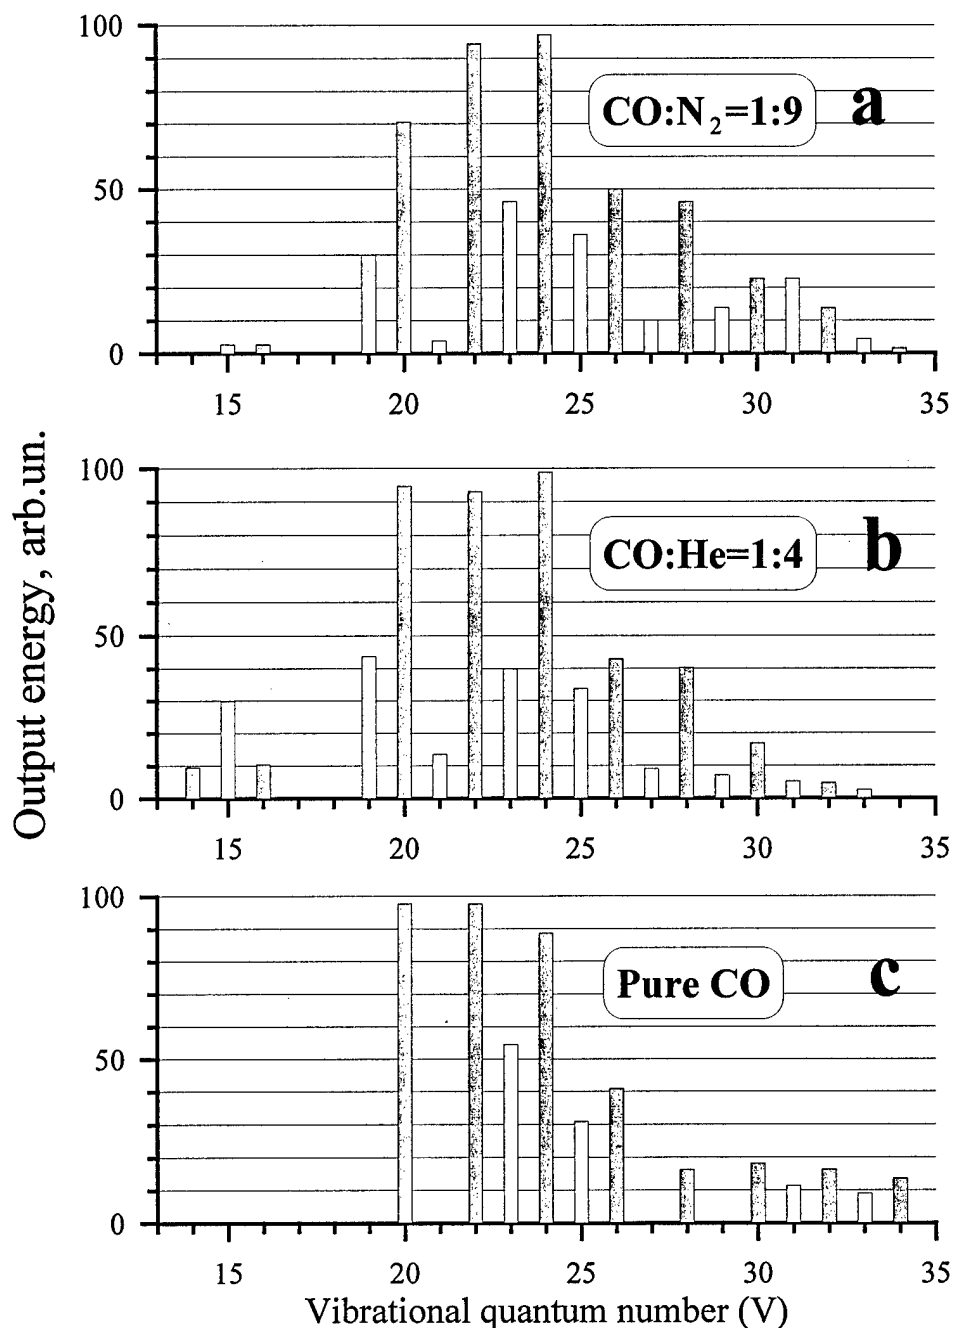 100
50
0
CO:N₂=1:9
a
15 20 25 30 35
Output energy, arb.un.
100
50
0
CO:He=1:4
b
15 20 25 30 35
100
50
0
Pure CO
c
15 20 25 30 35
Vibrational quantum number (V)